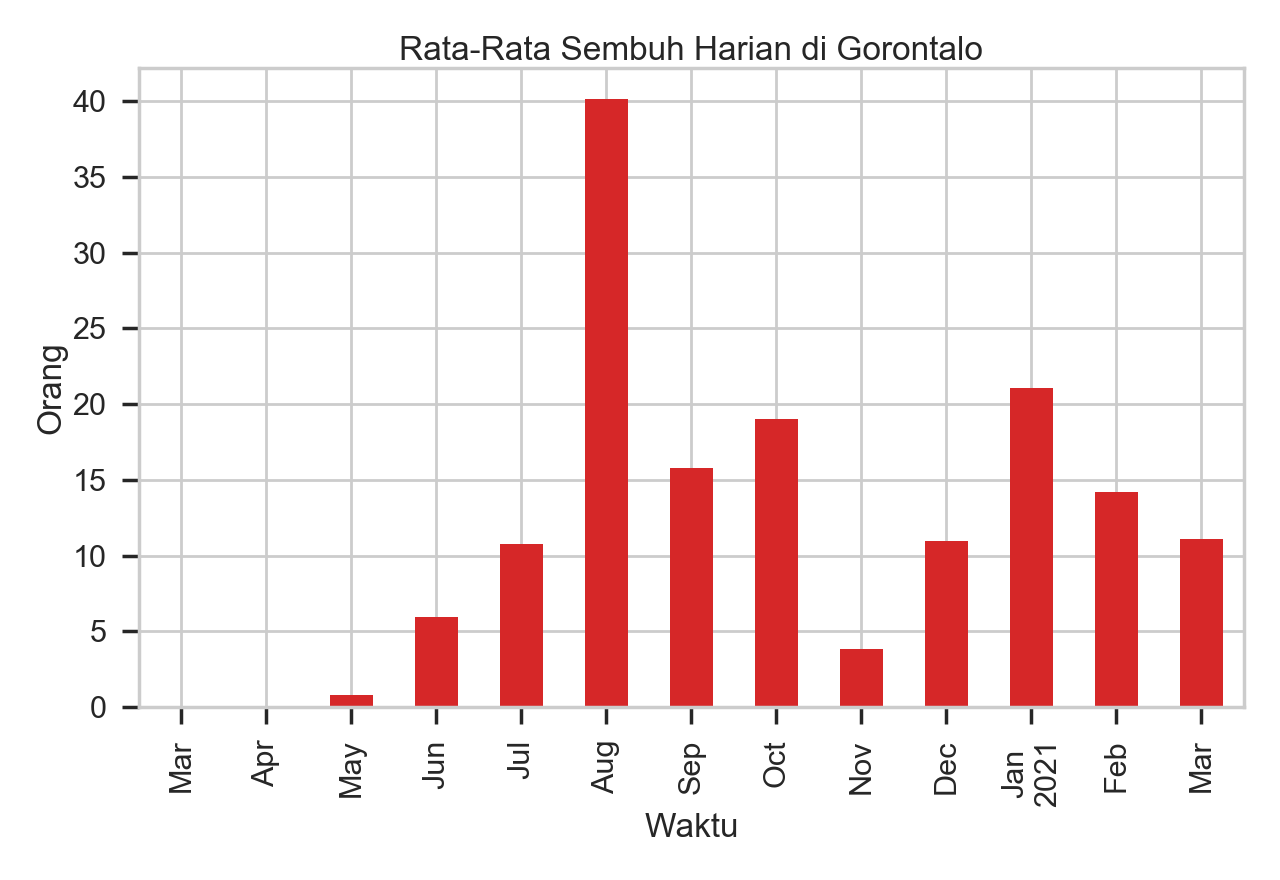 Rata-Rata Sembuh Harian di Gorontalo
40
35
30
25
20
15
10
5
0
Orang
Mar
Apr
May
Jun
Jul
Aug
Sep
Oct
Nov
Dec
Jan
2021
Feb
Mar
Waktu